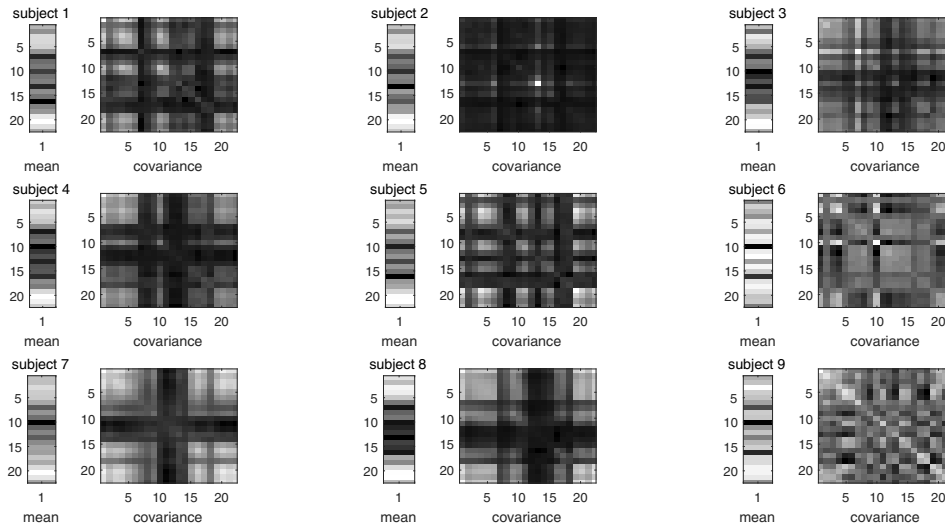 subject 1 subject 2 subject 3
5 5 5 5 5 5
10 10 10 10 10 10
15 15 15 15 15 15
20 20 20 20 20 20
1 5 10 15 20 1 5 10 15 20 1 5 10 15 20
mean covariance mean covariance mean covariance
subject 4 subject 5 subject 6
5 5 5 5 5 5
10 10 10 10 10 10
15 15 15 15 15 15
20 20 20 20 20 20
1 5 10 15 20 1 5 10 15 20 1 5 10 15 20
mean covariance mean covariance mean covariance
subject 7 subject 8 subject 9
5 5 5 5 5 5
10 10 10 10 10 10
15 15 15 15 15 15
20 20 20 20 20 20
1 5 10 15 20 1 5 10 15 20 1 5 10 15 20
mean covariance mean covariance mean covariance